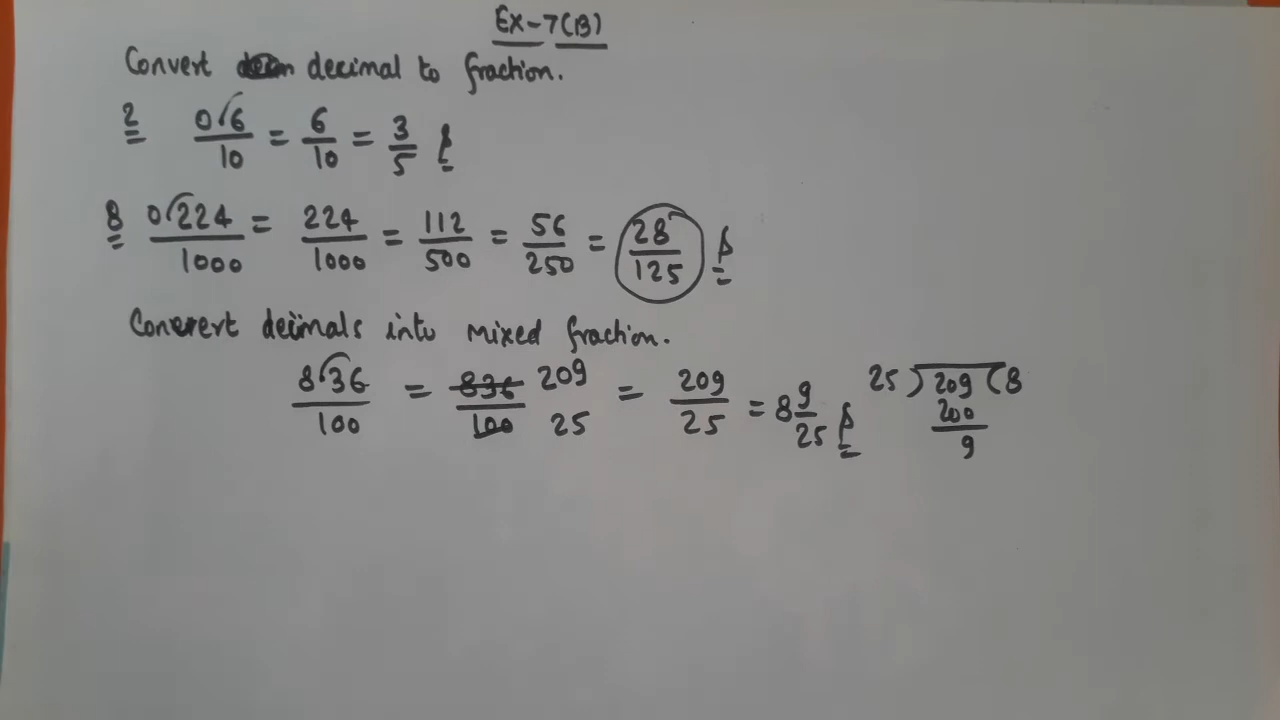 Ex-7(B)
Convert decimal to fraction.
2 0.6/10 = 6/10 = 3/5
8 0.224/1000 = 224/1000 = 112/500 = 56/250 = 28/125
Convert decimals into mixed fraction.
8.36/100 = 836/100 209/25 = 209/25 = 8 9/25 25)209(8
200
9